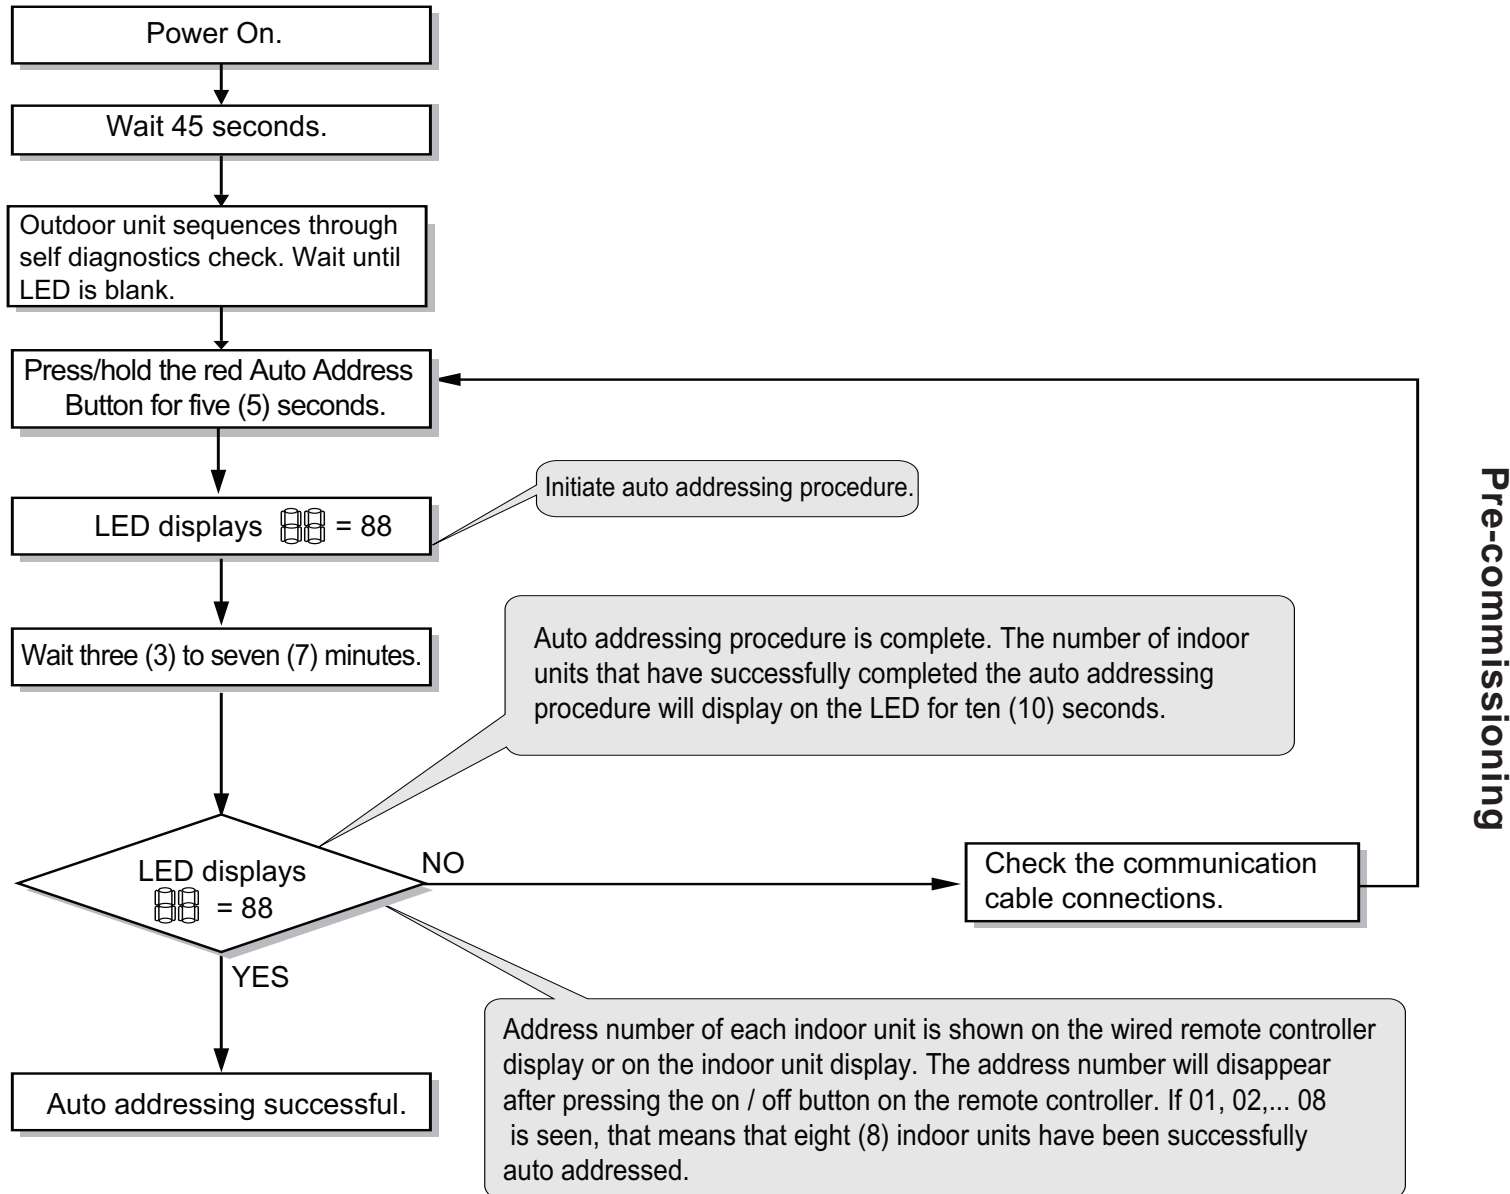 Power On.
Wait 45 seconds.
Outdoor unit sequences through
self diagnostics check. Wait until
LED is blank.
Press/hold the red Auto Address
Button for five (5) seconds.
Initiate auto addressing procedure.
LED displays 88 = 88
Wait three (3) to seven (7) minutes.
Auto addressing procedure is complete. The number of indoor
units that have successfully completed the auto addressing
procedure will display on the LED for ten (10) seconds.
LED displays
88 = 88
NO
Check the communication
cable connections.
YES
Auto addressing successful.
Address number of each indoor unit is shown on the wired remote controller
display or on the indoor unit display. The address number will disappear
after pressing the on / off button on the remote controller. If 01, 02,... 08
is seen, that means that eight (8) indoor units have been successfully
auto addressed.
Pre-commissioning